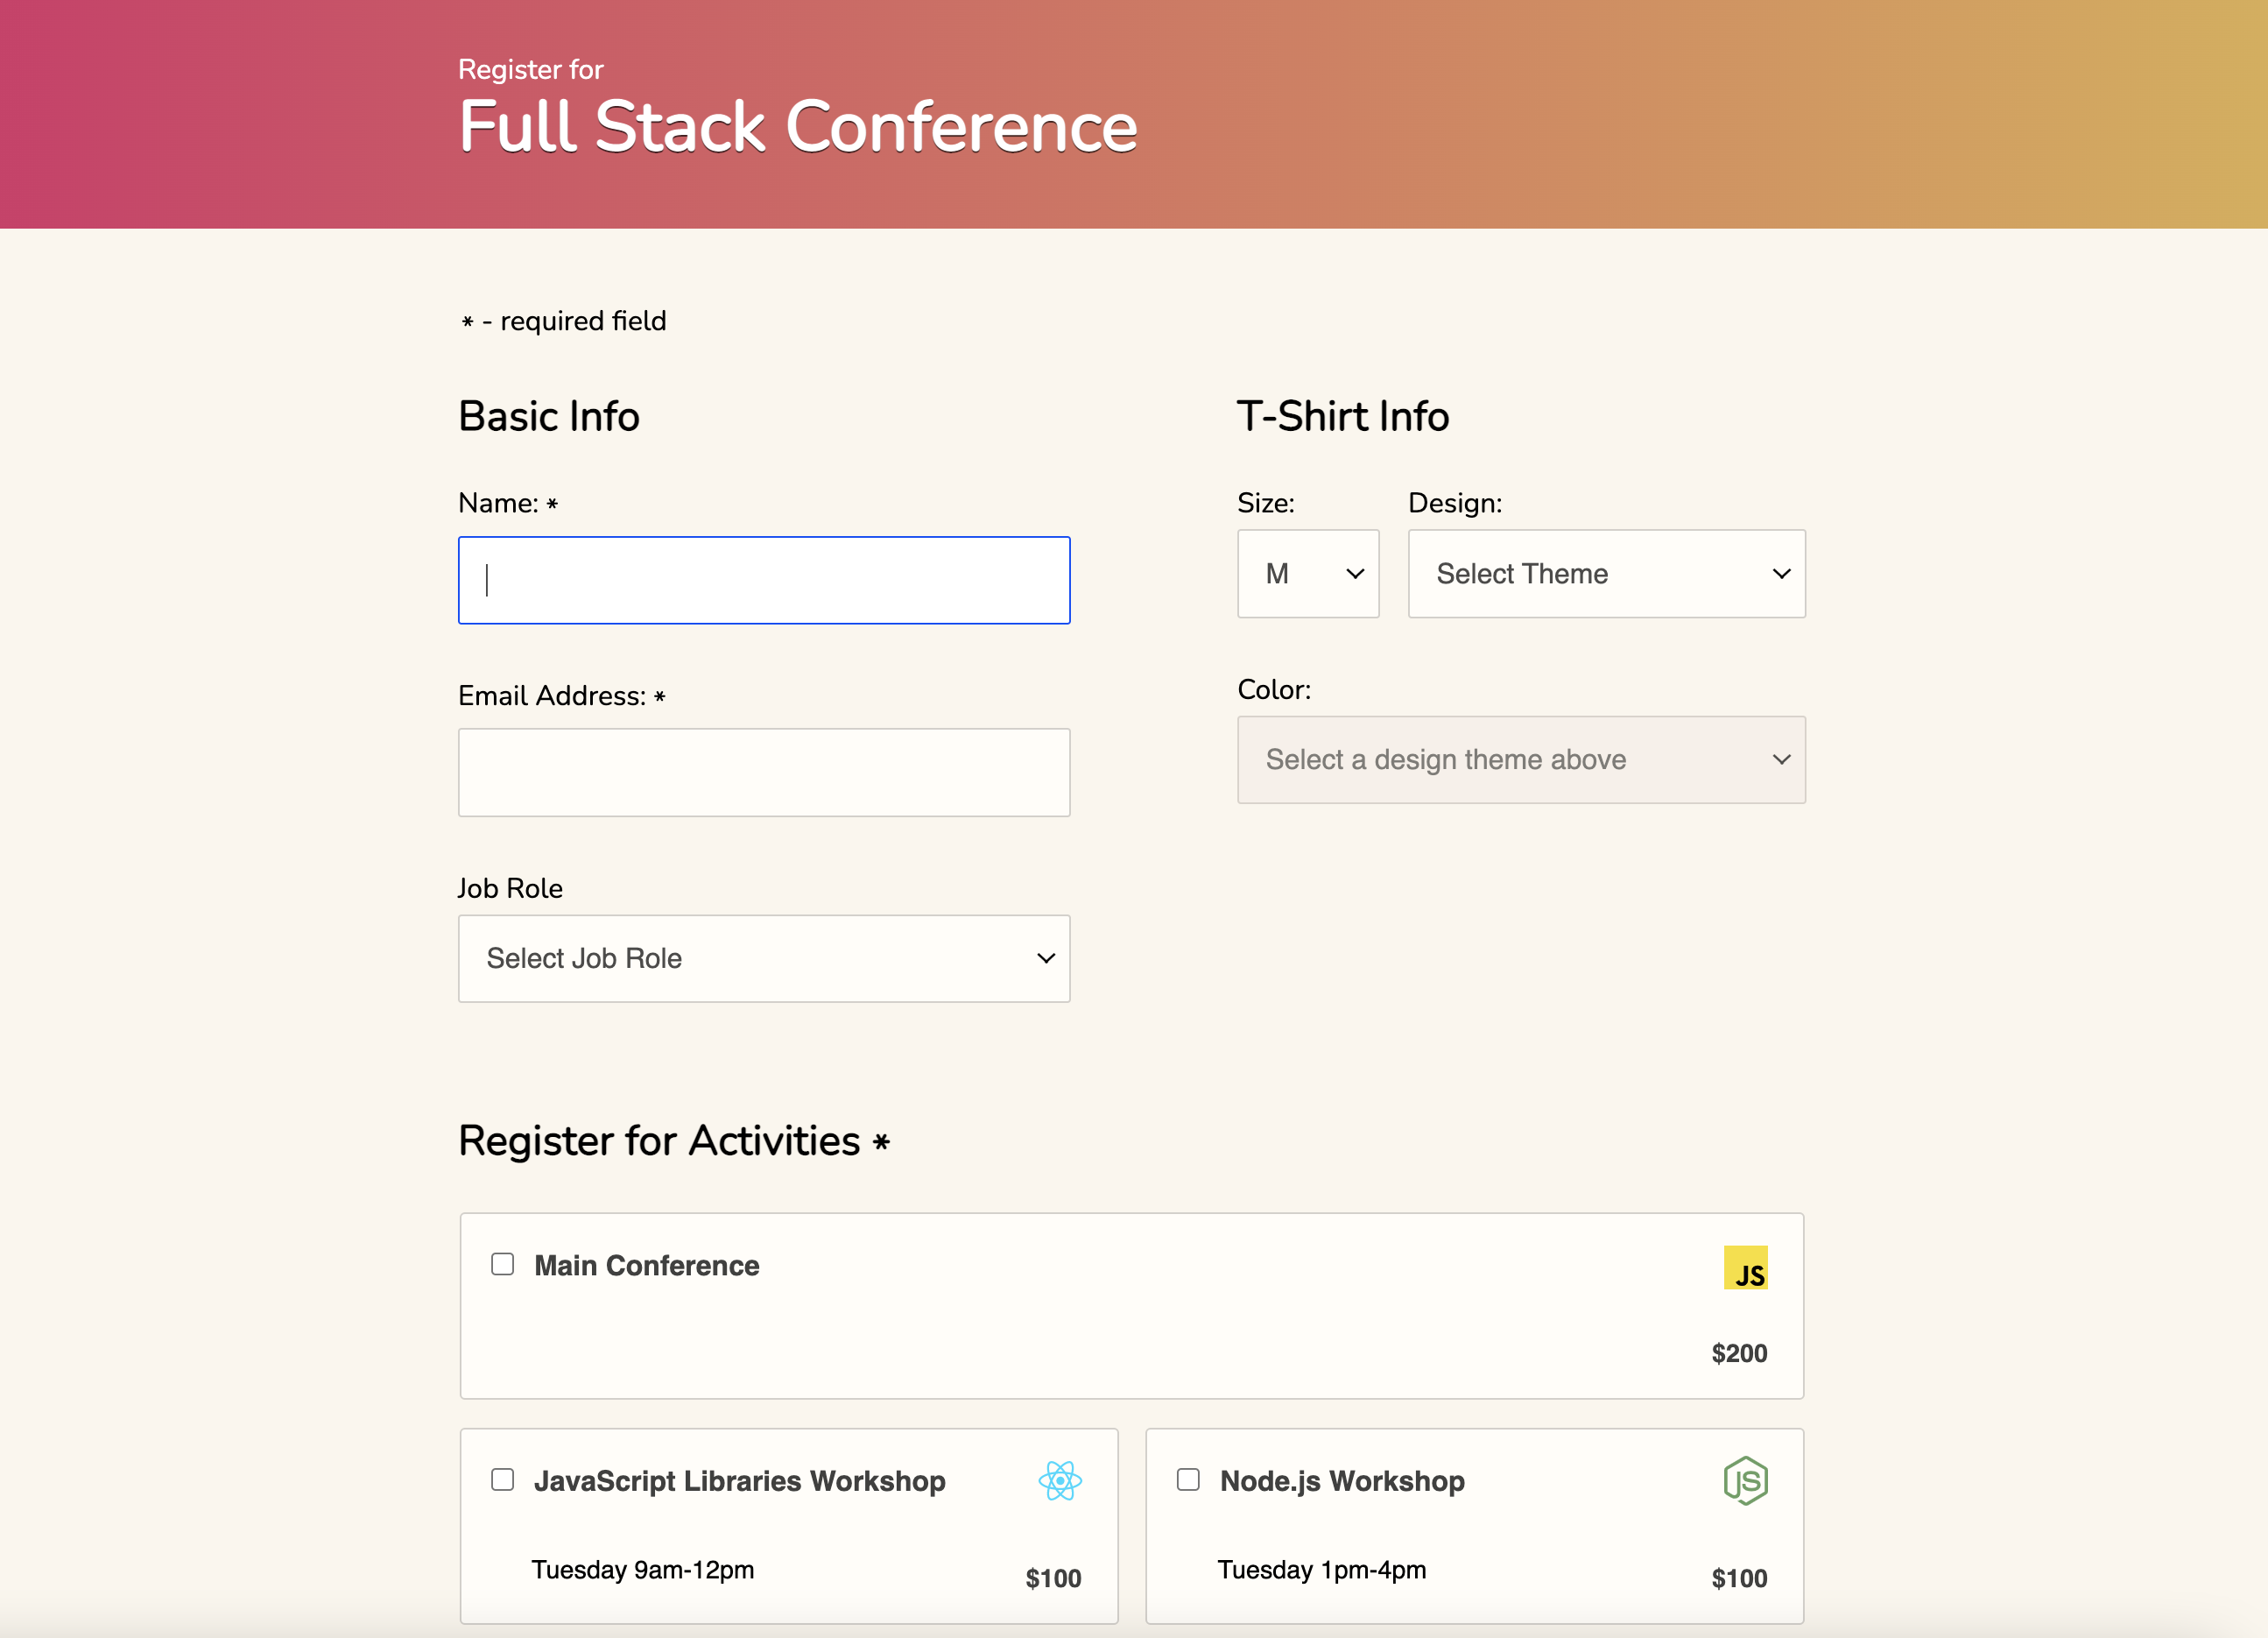 Register for
Full Stack Conference
* - required field
Basic Info
Name: *
Email Address: *
Job Role
Select Job Role
T-Shirt Info
Size:
M
Design:
Select Theme
Color:
Select a design theme above
Register for Activities *
Main Conference
JS
$200
JavaScript Libraries Workshop
Tuesday 9am-12pm
$100
Node.js Workshop
JS
Tuesday 1pm-4pm
$100